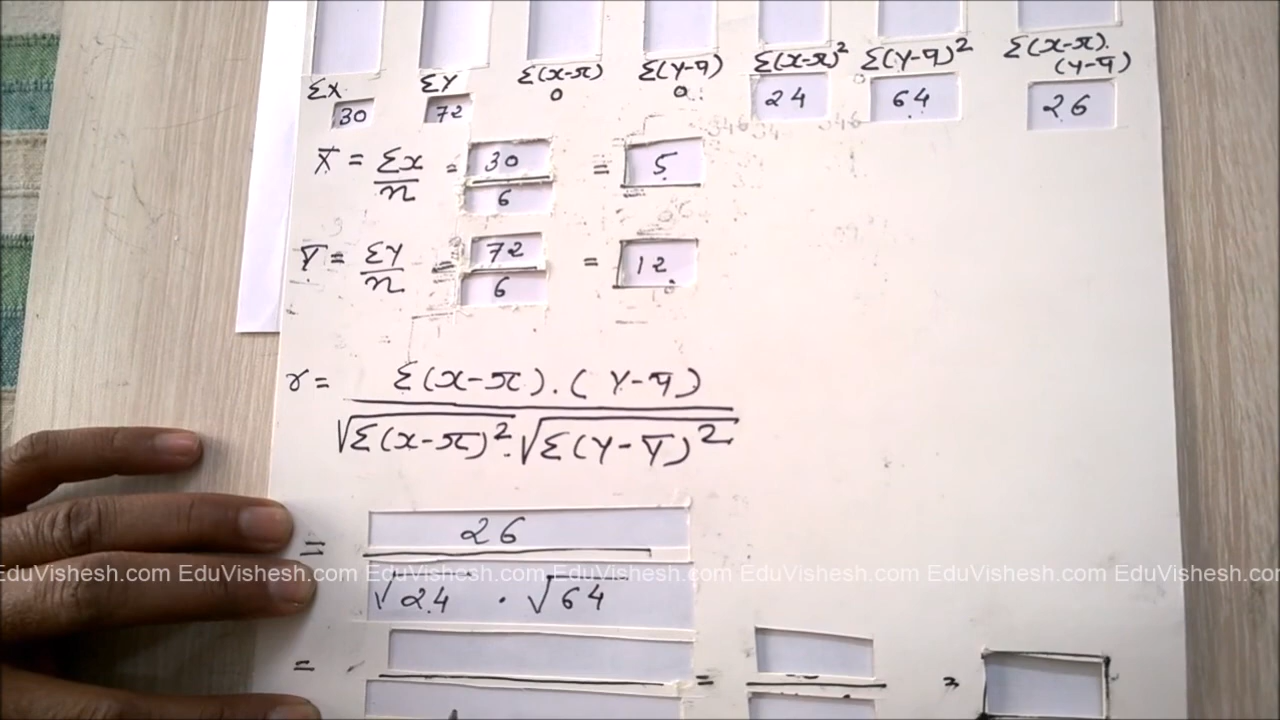 Σx Σy Σ(x-x̄) Σ(y-ȳ) Σ(x-x̄)² Σ(y-ȳ)² Σ(x-x̄).
(y-ȳ)
30 72 0 0 24 64 26
X̄ = Σx/n = 30/6 = 5
Ȳ = Σy/n = 72/6 = 12
r = Σ(x-x̄).(y-ȳ)
√Σ(x-x̄)².√Σ(y-ȳ)²
= 26
EduVishesh.com EduVishesh.com EduVishesh.com EduVishesh.com EduVishesh.com EduVishesh.com EduVishesh.com
√24 . √64
= = =